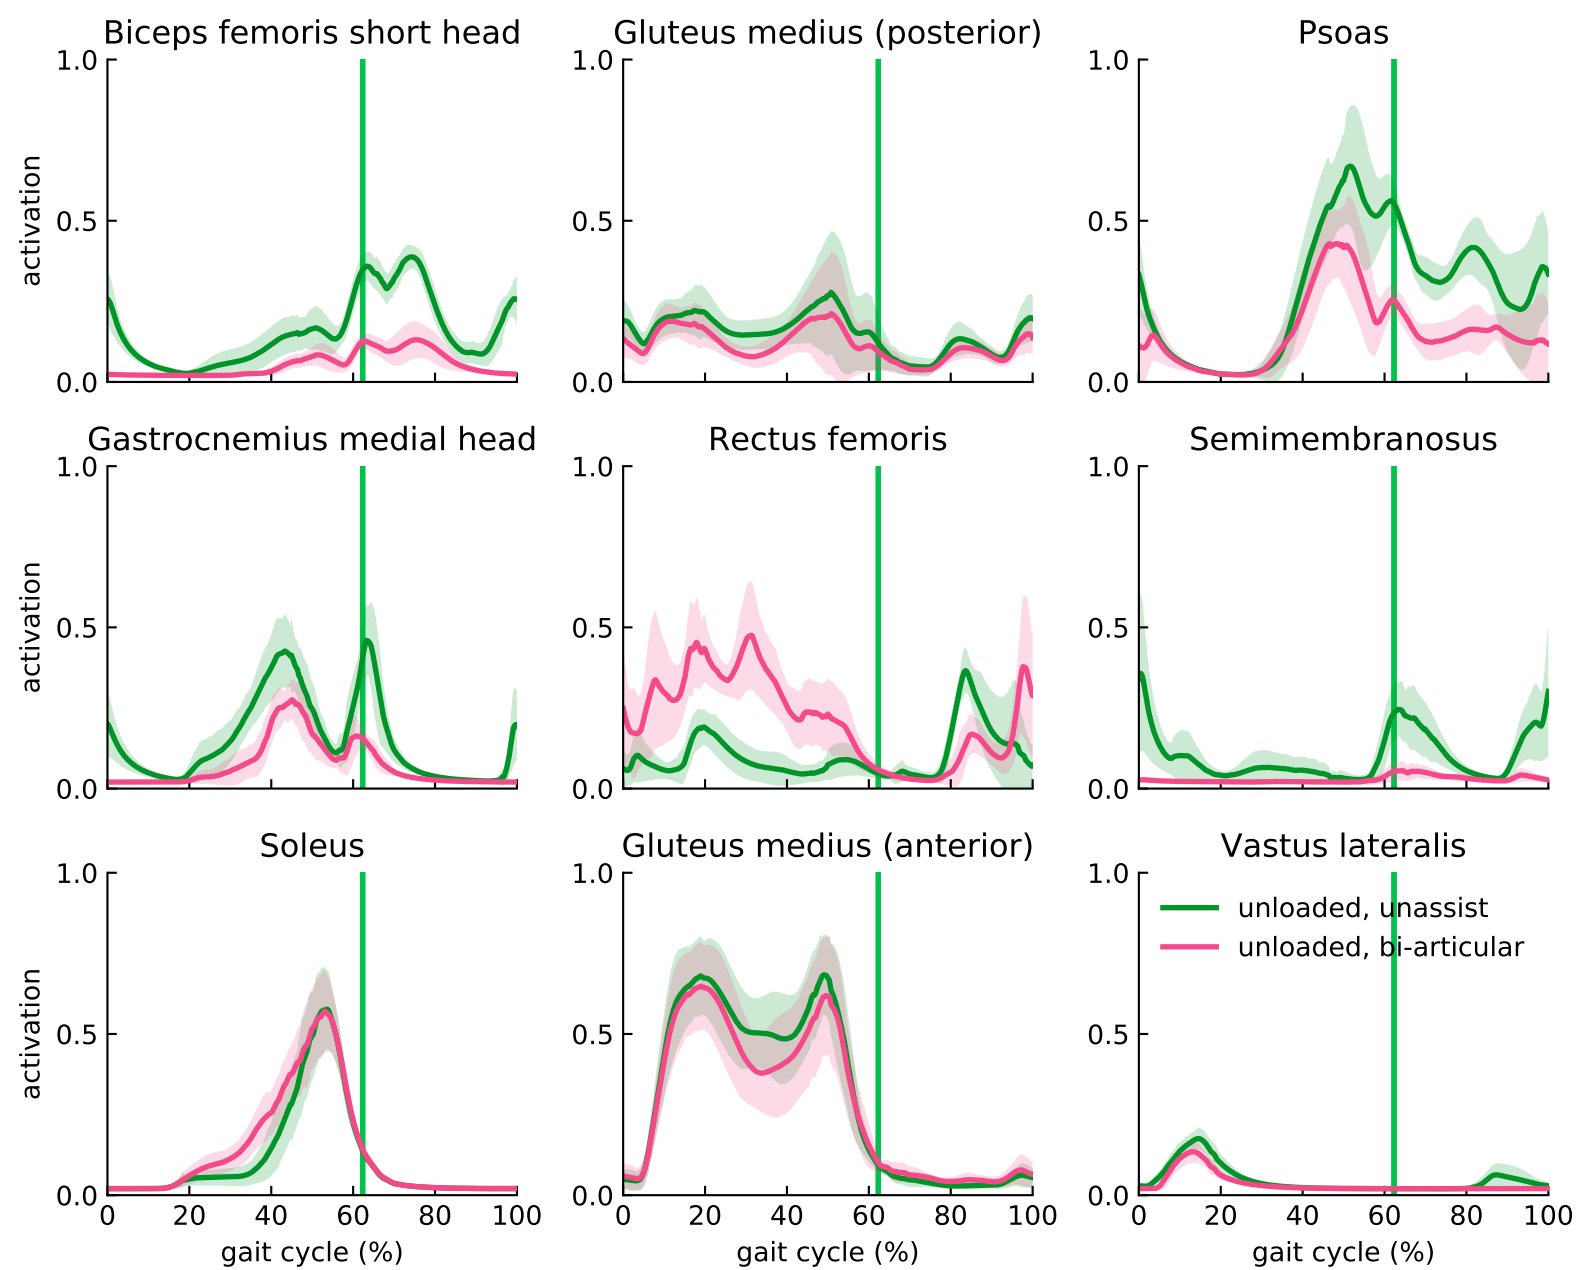 Biceps femoris short head
Gluteus medius (posterior)
Psoas
1.0
0.5
0.0
activation
1.0
0.5
0.0
1.0
0.5
0.0
Gastrocnemius medial head
Rectus femoris
Semimembranosus
1.0
0.5
0.0
activation
1.0
0.5
0.0
1.0
0.5
0.0
Soleus
Gluteus medius (anterior)
Vastus lateralis
1.0
0.5
0.0
activation
0 20 40 60 80 100
gait cycle (%)
1.0
0.5
0.0
0 20 40 60 80 100
gait cycle (%)
1.0
0.5
0.0
unloaded, unassist
unloaded, bi-articular
0 20 40 60 80 100
gait cycle (%)